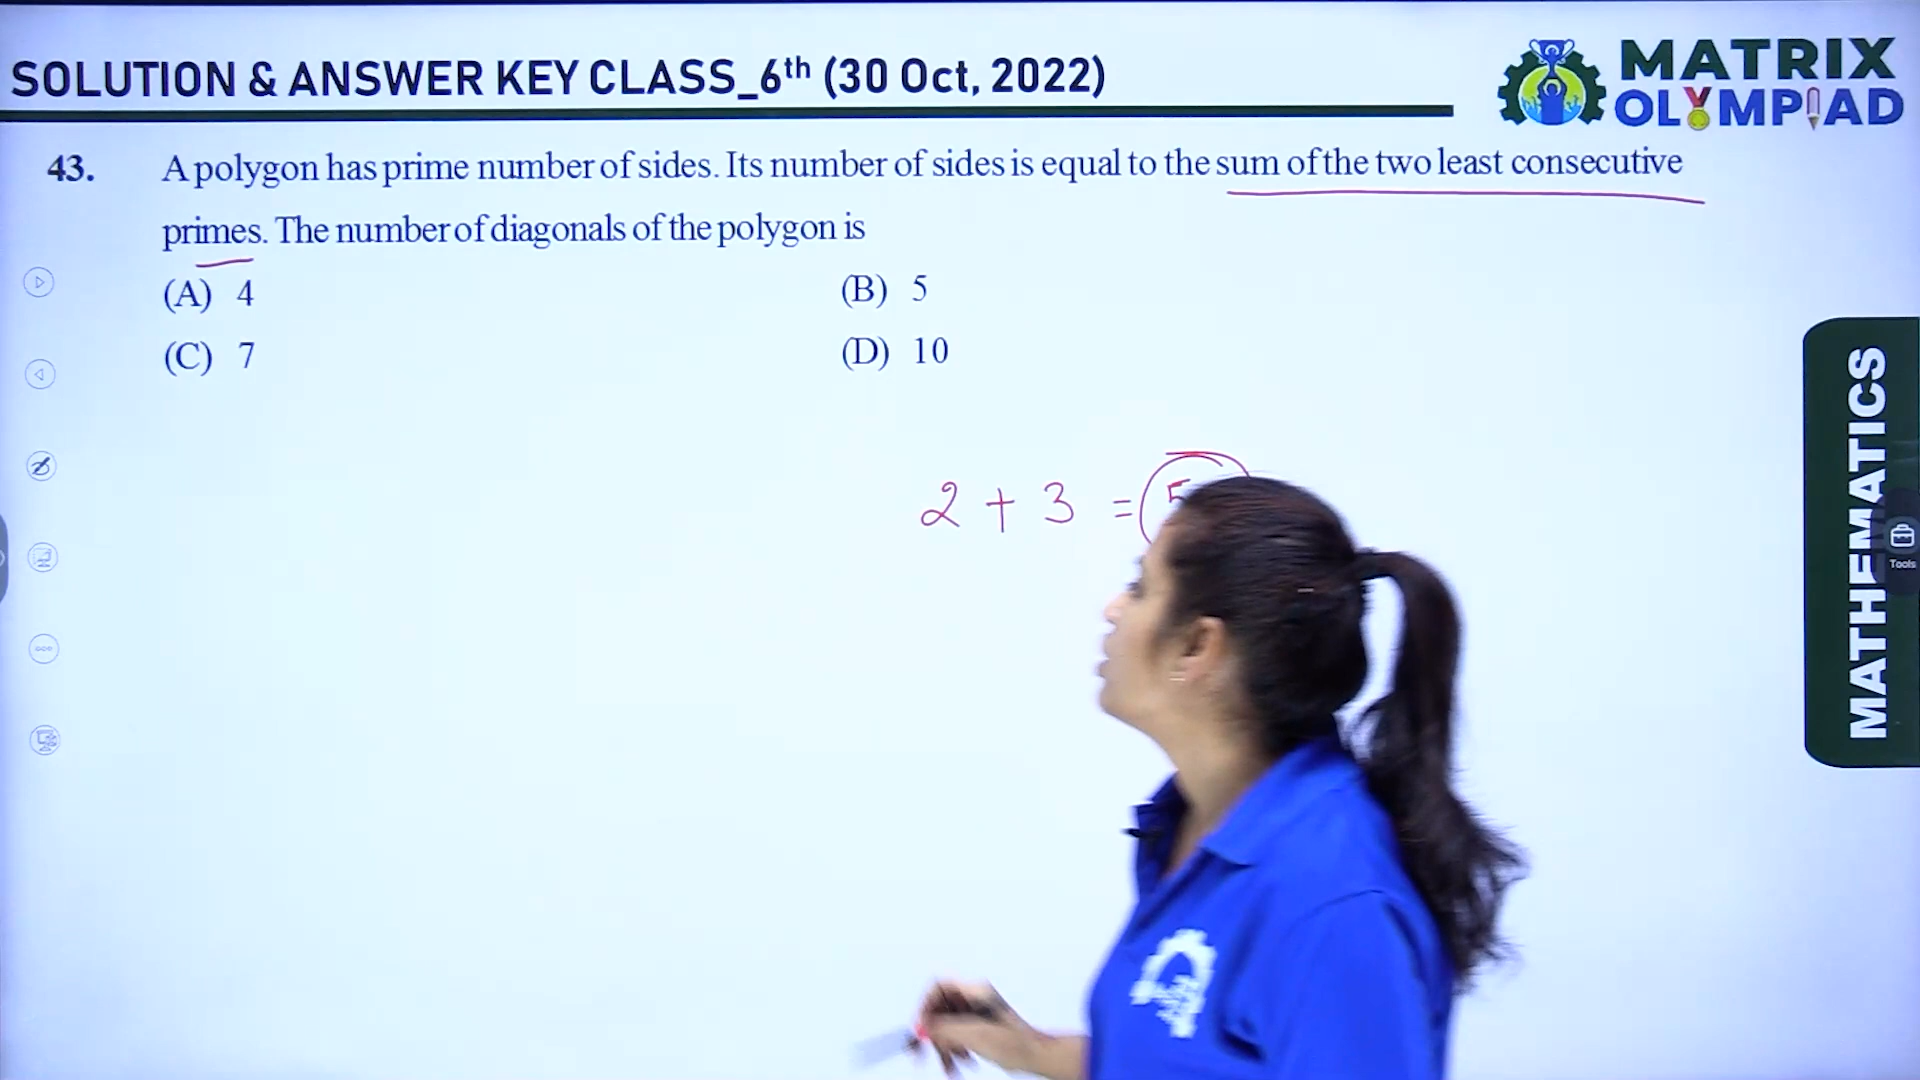 SOLUTION & ANSWER KEY CLASS_6th (30 Oct, 2022)
MATRIX
OLYMPIAD
43. A polygon has prime number of sides. Its number of sides is equal to the sum of the two least consecutive
primes. The number of diagonals of the polygon is
(A) 4
(B) 5
(C) 7
(D) 10
2 + 3 = 5
MATHEMATICS
Tools